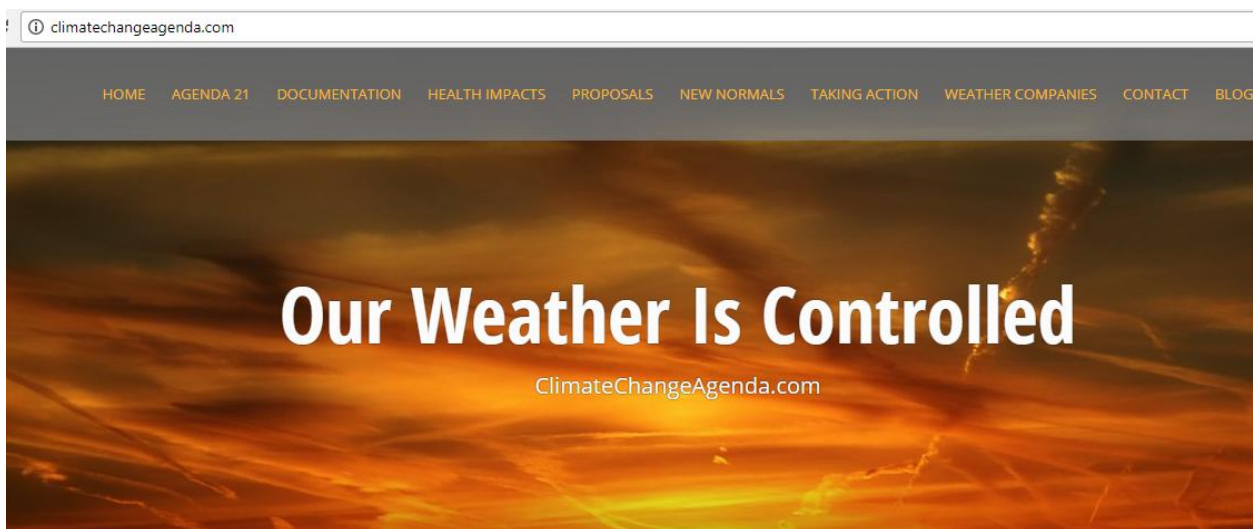 climatechangeagenda.com
HOME AGENDA 21 DOCUMENTATION HEALTH IMPACTS PROPOSALS NEW NORMALS TAKING ACTION WEATHER COMPANIES CONTACT BLOG
Our Weather Is Controlled
ClimateChangeAgenda.com